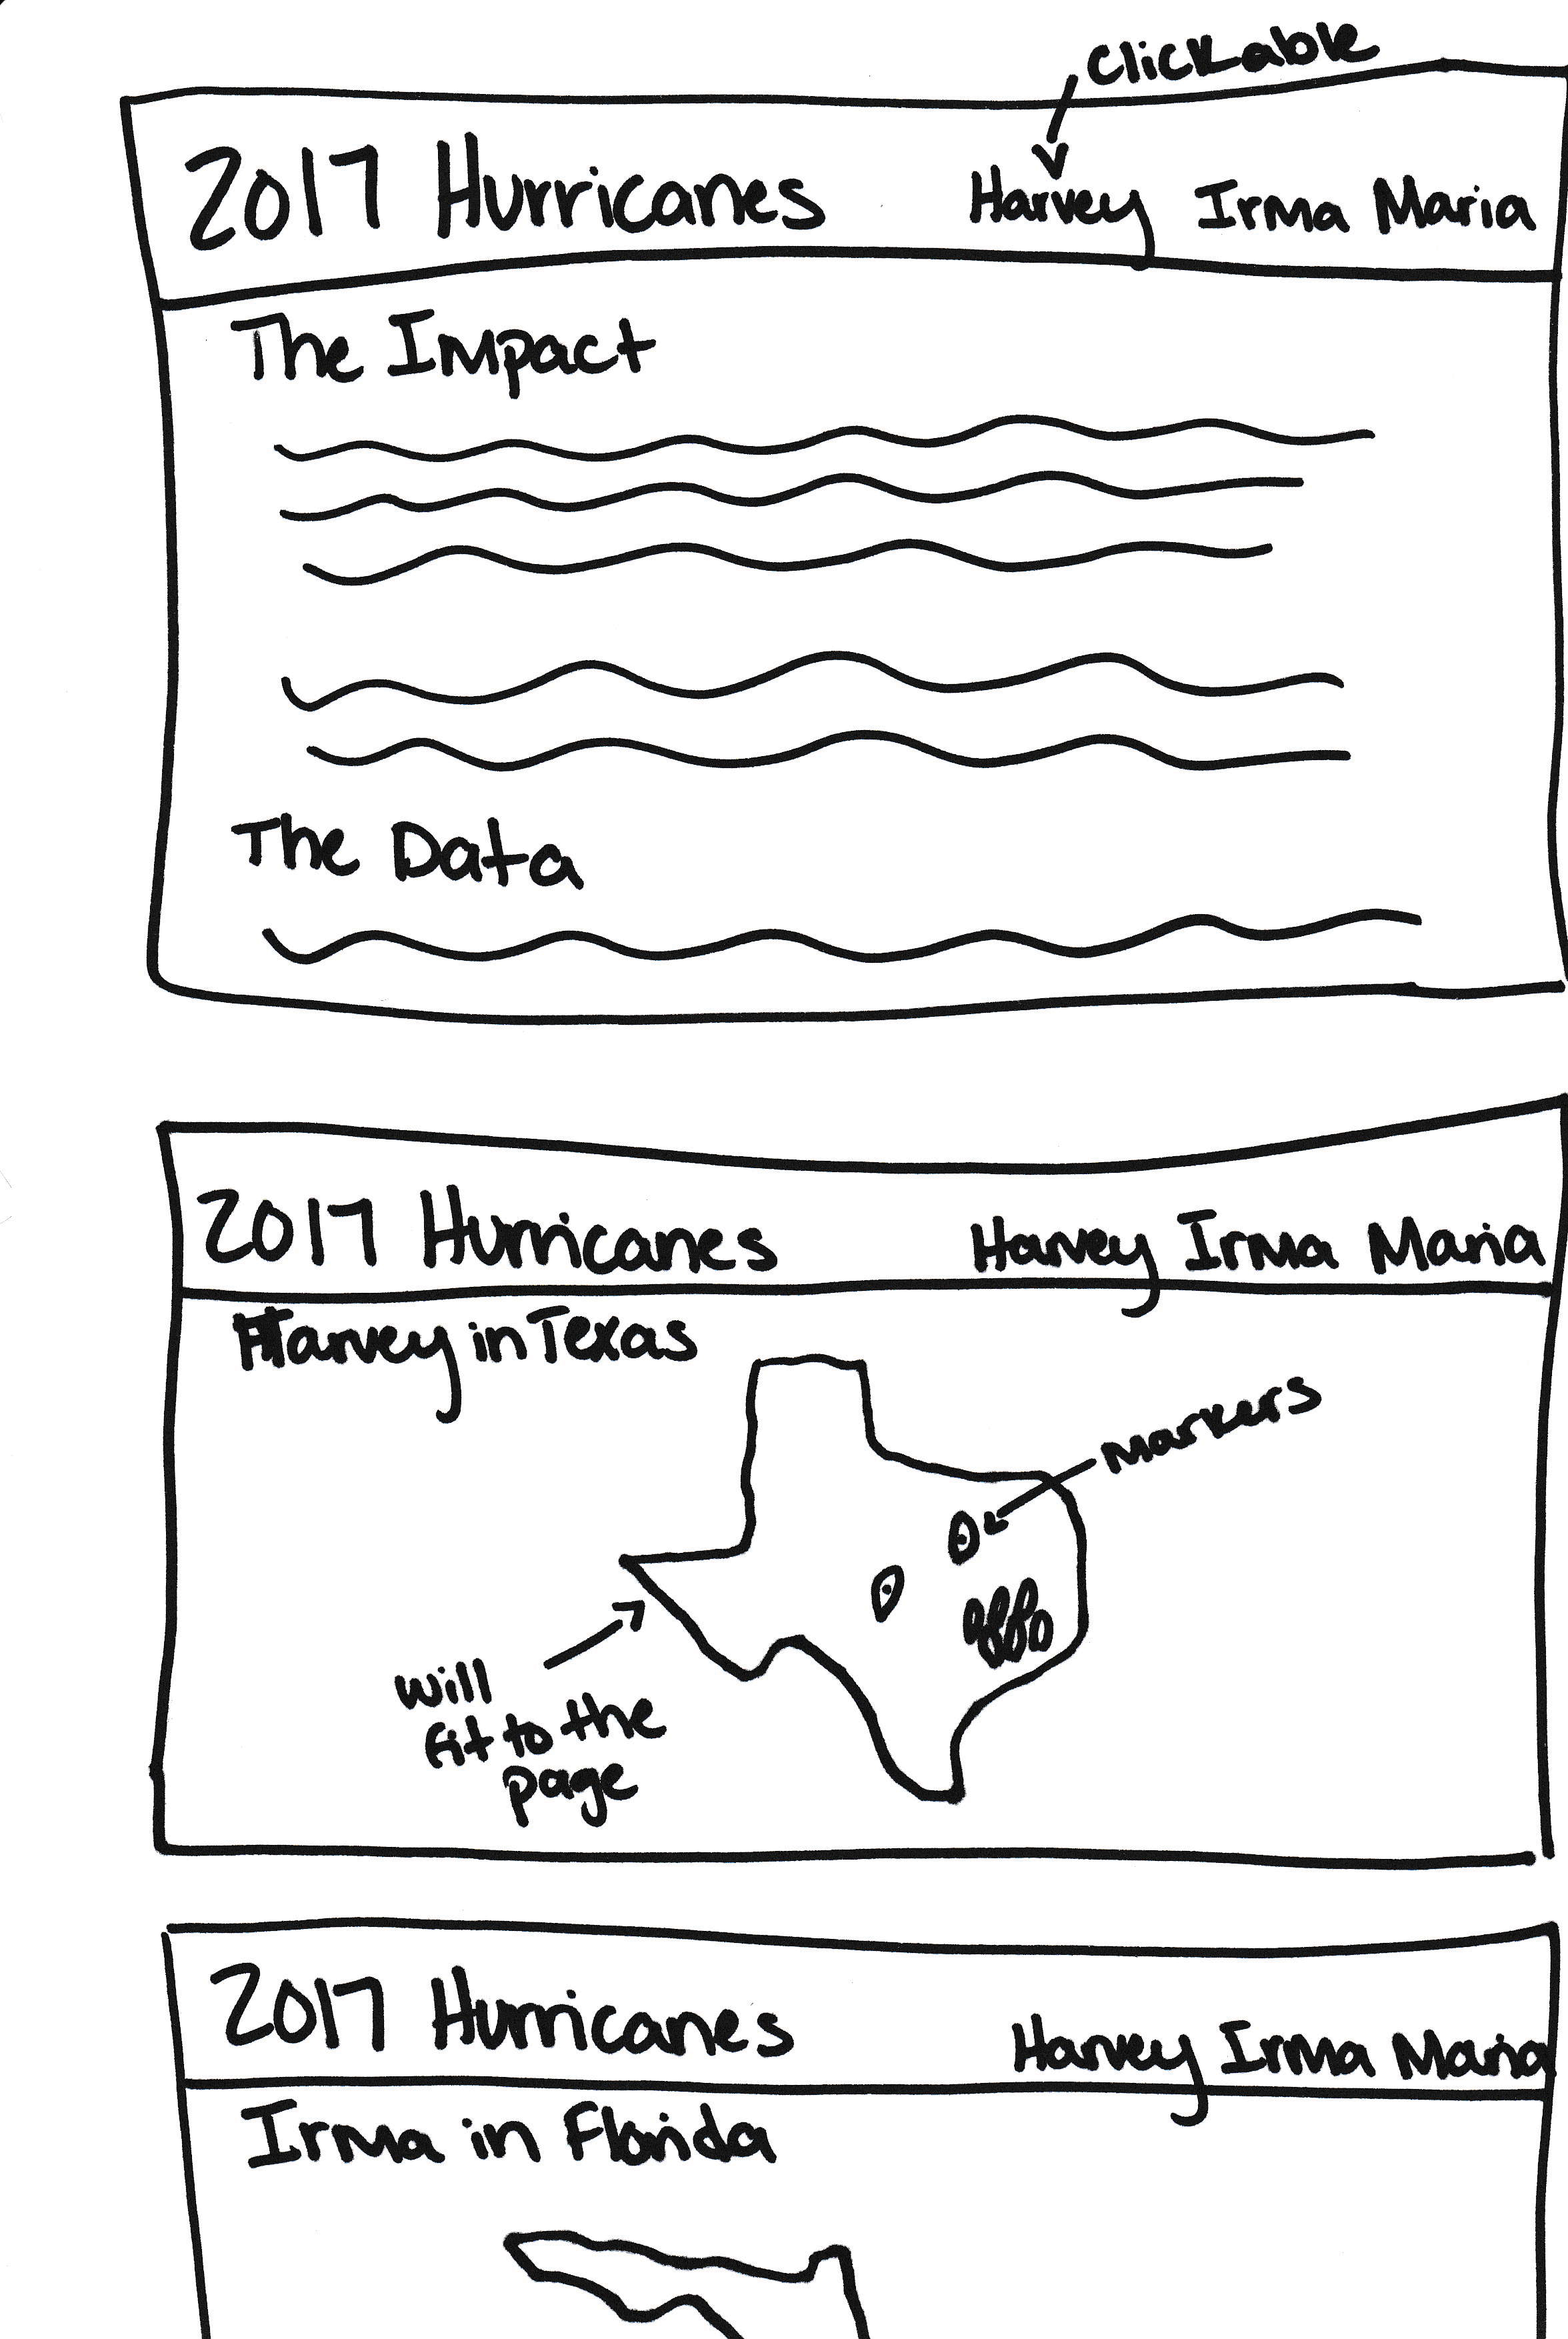 clickable
2017 Hurricanes Harvey Irma Maria
The Impact
The Data
2017 Hurricanes Harvey Irma Maria
Harvey in Texas
Markers
Will
fit to the
page
2017 Hurricanes Harvey Irma Maria
Irma in Florida